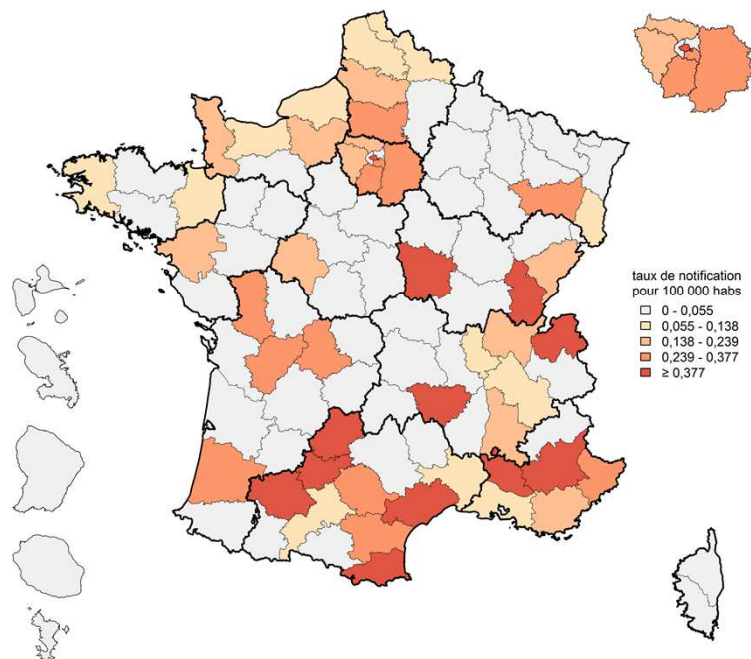 taux de notification
pour 100 000 habs
0 - 0,055
0,055 - 0,138
0,138 - 0,239
0,239 - 0,377
≥ 0,377